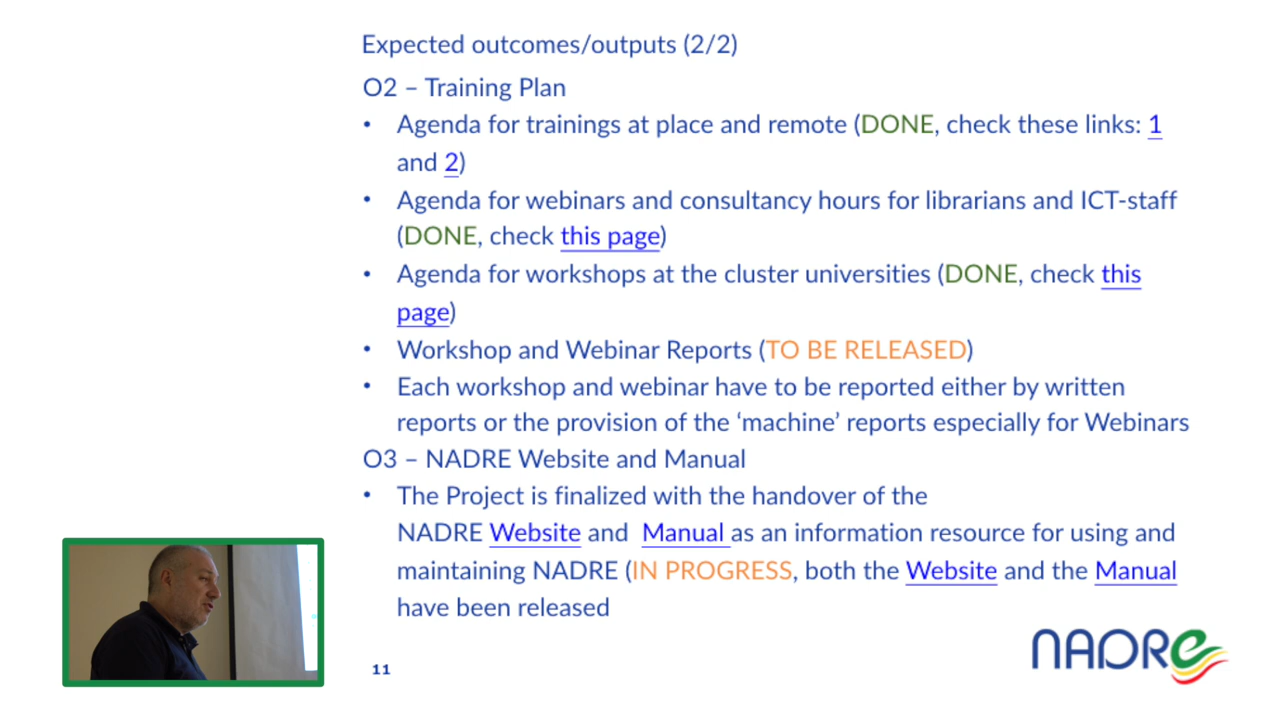 Expected outcomes/outputs (2/2)
O2 – Training Plan
• Agenda for trainings at place and remote (DONE, check these links: 1
and 2)
• Agenda for webinars and consultancy hours for librarians and ICT-staff
(DONE, check this page)
• Agenda for workshops at the cluster universities (DONE, check this
page)
• Workshop and Webinar Reports (TO BE RELEASED)
• Each workshop and webinar have to be reported either by written
reports or the provision of the ‘machine’ reports especially for Webinars
O3 – NADRE Website and Manual
• The Project is finalized with the handover of the
NADRE Website and Manual as an information resource for using and
maintaining NADRE (IN PROGRESS, both the Website and the Manual
have been released
11
NADRe